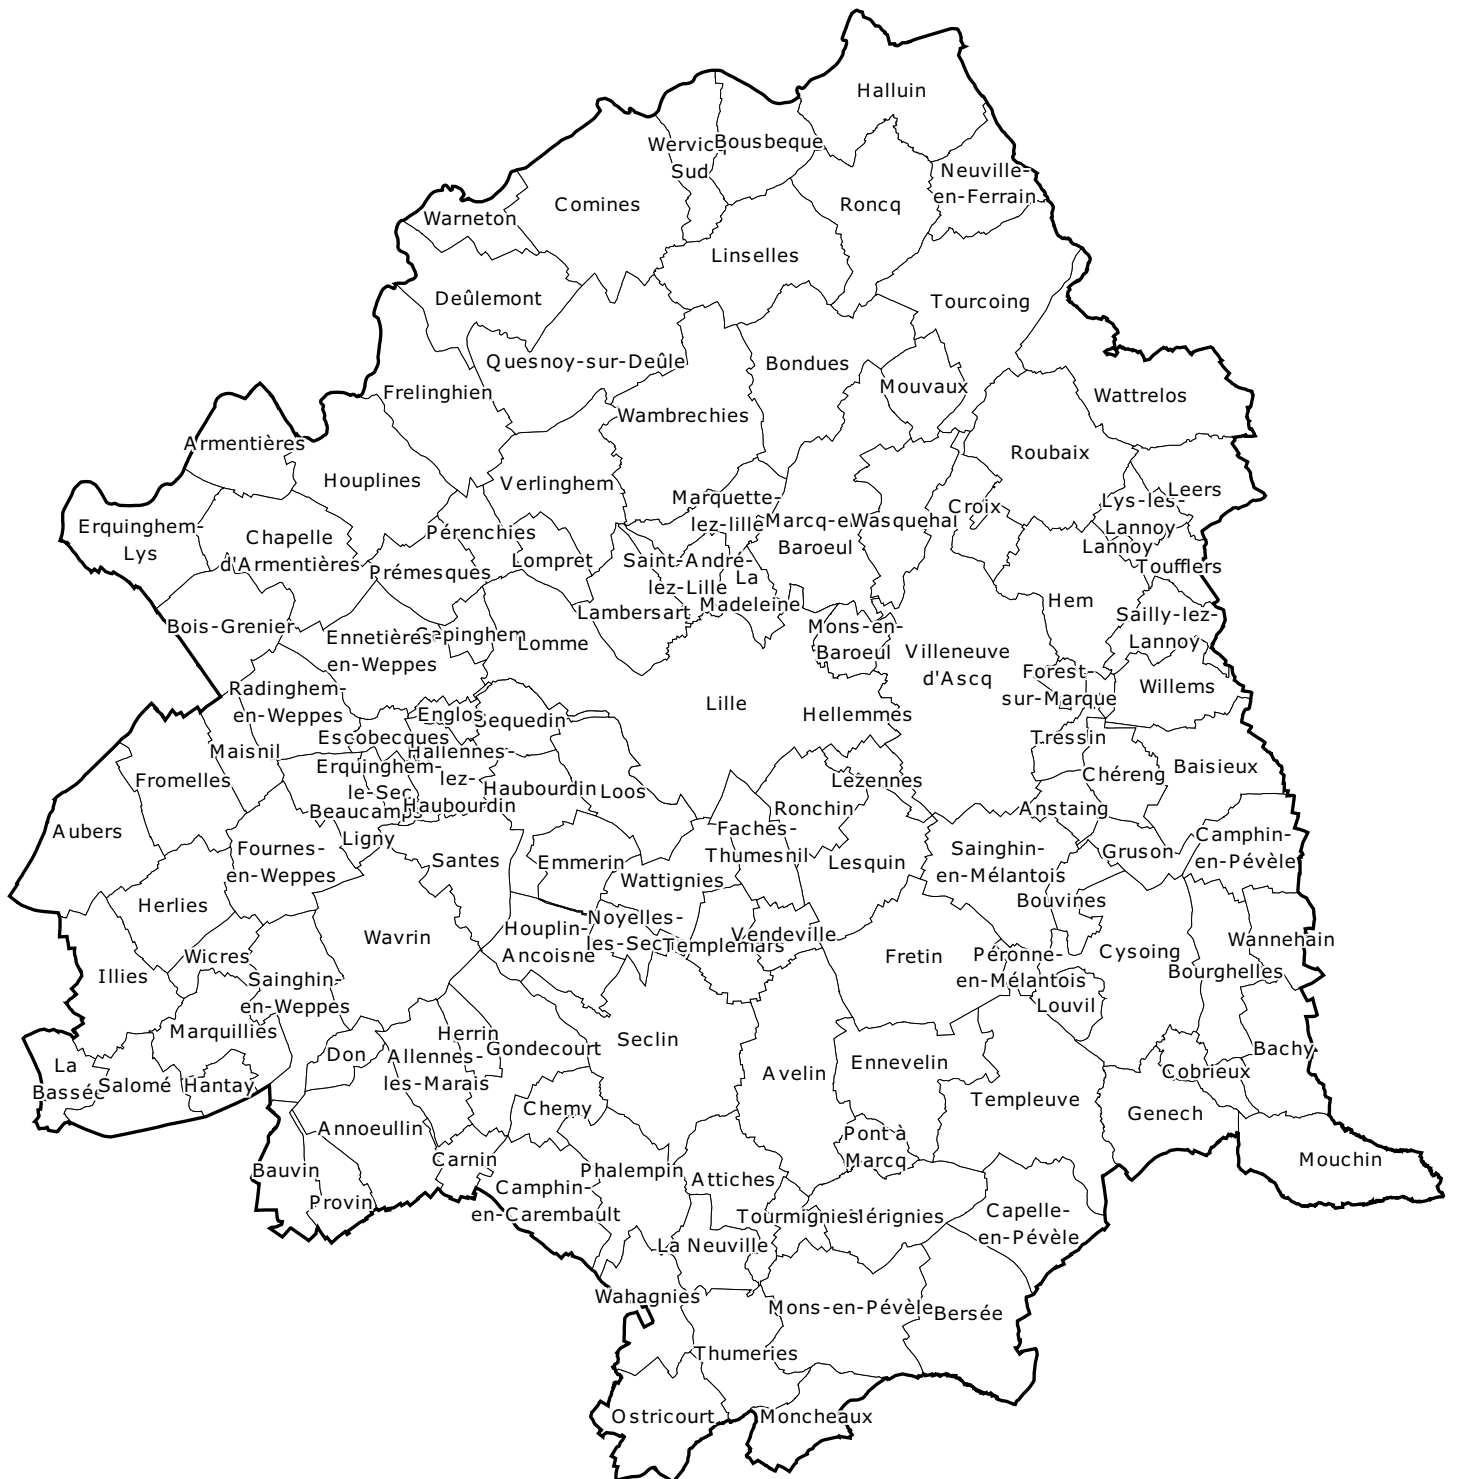 Halluin
Wervic
Sud
Bousbeque
Neuville-
en-Ferrain
Warneton
Comines
Roncq
Linselles
Deûlemont
Tourcoing
Quesnoy-sur-Deûle
Bondues
Mouvaux
Frelinghien
Wattrelos
Wambrechies
Armentières
Roubaix
Houplines
Verlinghem
Leers
Marquette-
lez-lille
Lys-les-
Lannoy
Croix
Erquinghem-
Lys
Chapelle
d'Armentières
Pérenchies
Marcq-e
Baroeul
Wasquehal
Lannoy
Toufflers
Prémesques
Lompret
Saint-André-
lez-Lille
La
Madeleine
Hem
Lambersart
Sailly-lez-
Lannoy
Bois-Grenier
Ennetières-
en-Weppes
pinghem
Lomme
Mons-en-
Baroeul
Villeneuve
d'Ascq
Forest-
sur-Marque
Willems
Radinghem-
en-Weppes
Lille
Hellemmes
Englos
equedin
Escobecques
Tressin
Maisnil
Hallennes-
lez-
Haubourdin
Fromelles
Erquinghem-
le-Sec
Haubourdin
Loos
Lezennes
Chéreng
Baisieux
Beaucamps
Ligny
Ronchin
Anstaing
Aubers
Faches-
Thumesnil
Camphin-
en-Pévèle
Fournes-
en-Weppes
Santes
Emmerin
Lesquin
Sainghin-
en-Mélantois
Gruson
Wattignies
Herlies
Bouvines
Wavrin
Houplin-
Ancoisne
Noyelles-
les-Sec
Templemars
Vendeville
Wannehain
Wicres
Fretin
Péronne-
en-Mélantois
Cysoing
Bourghelles
Illies
Sainghin-
en-Weppes
Louvil
Marquillies
Herrin
Gondecourt
Seclin
Don
Allennes-
les-Marais
Ennevelin
Bachy
La
Bassée
Salomé
Hantay
Avelin
Cobrieux
Templeuve
Chemy
Genech
Annoeullin
Pont à
Marcq
Carnin
Mouchin
Bauvin
Phalempin
Attiches
Provin
Camphin-
en-Carembault
Tourmignies
érignies
Capelle-
en-Pévèle
La Neuville
Wahagnies
Mons-en-Pévèle
Bersée
Thumeries
Ostricourt
Moncheaux